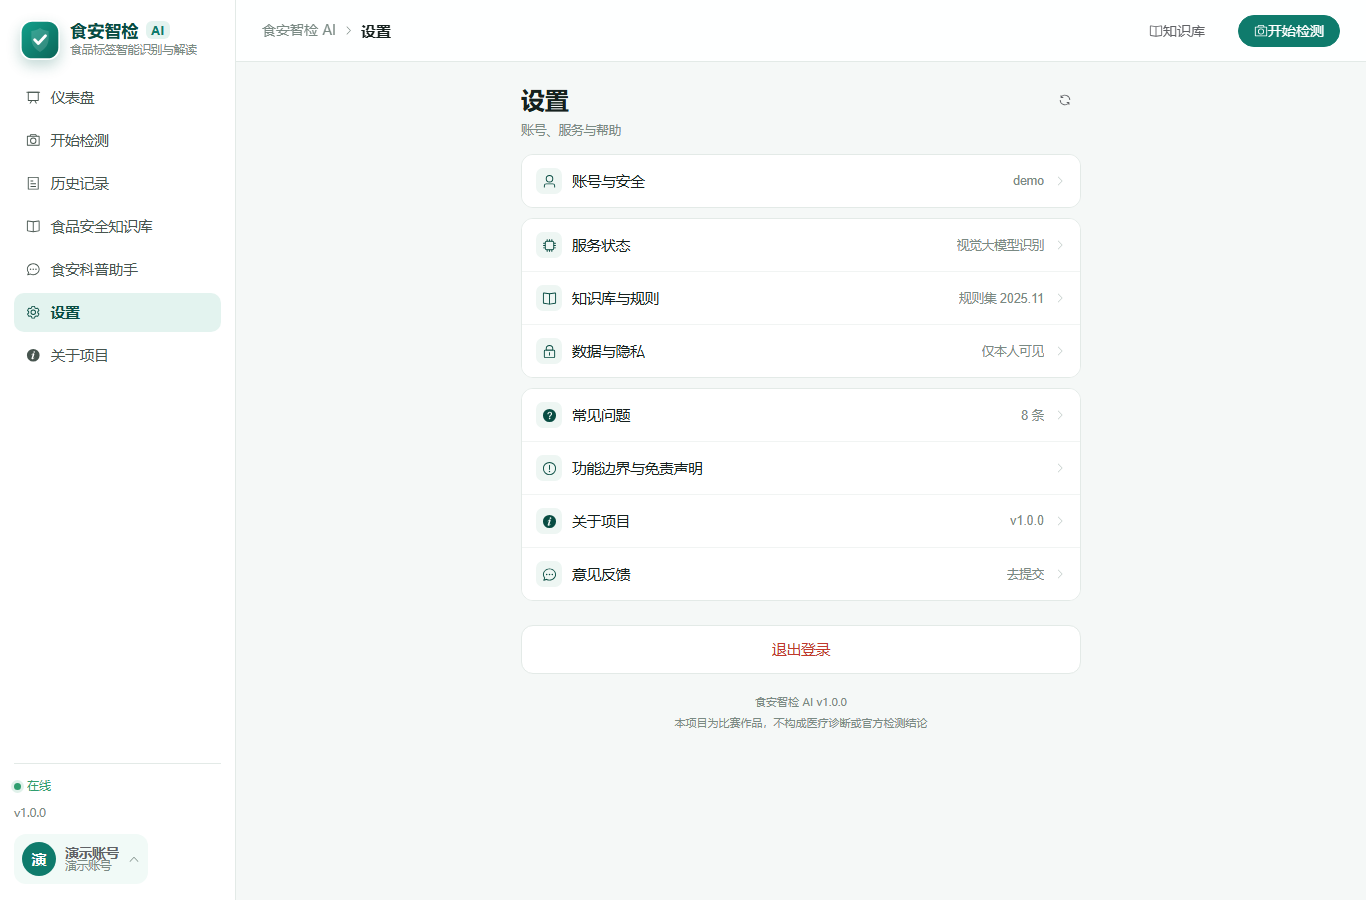 食安智检 AI
食品标签智能识别与解读
仪表盘
开始检测
历史记录
食品安全知识库
食安科普助手
设置
关于项目
在线
v1.0.0
演
演示账号
演示账号
食安智检 AI > 设置
知识库
开始检测
设置
账号、服务与帮助
账号与安全 demo
服务状态 视觉大模型识别
知识库与规则 规则集 2025.11
数据与隐私 仅本人可见
常见问题 8 条
功能边界与免责声明
关于项目 v1.0.0
意见反馈 去提交
退出登录
食安智检 AI v1.0.0
本项目为比赛作品，不构成医疗诊断或官方检测结论